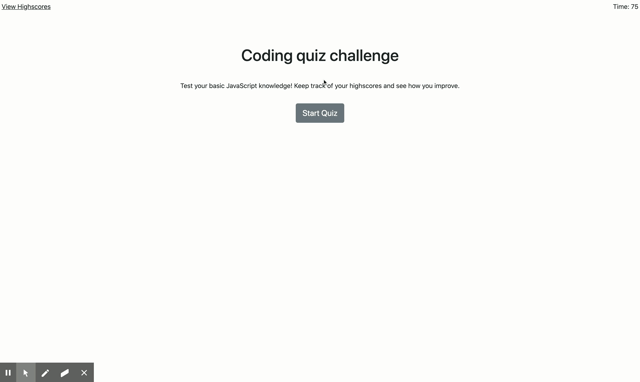 View Highscores
Time: 75
Coding quiz challenge
Test your basic JavaScript knowledge! Keep track of your highscores and see how you improve.
Start Quiz